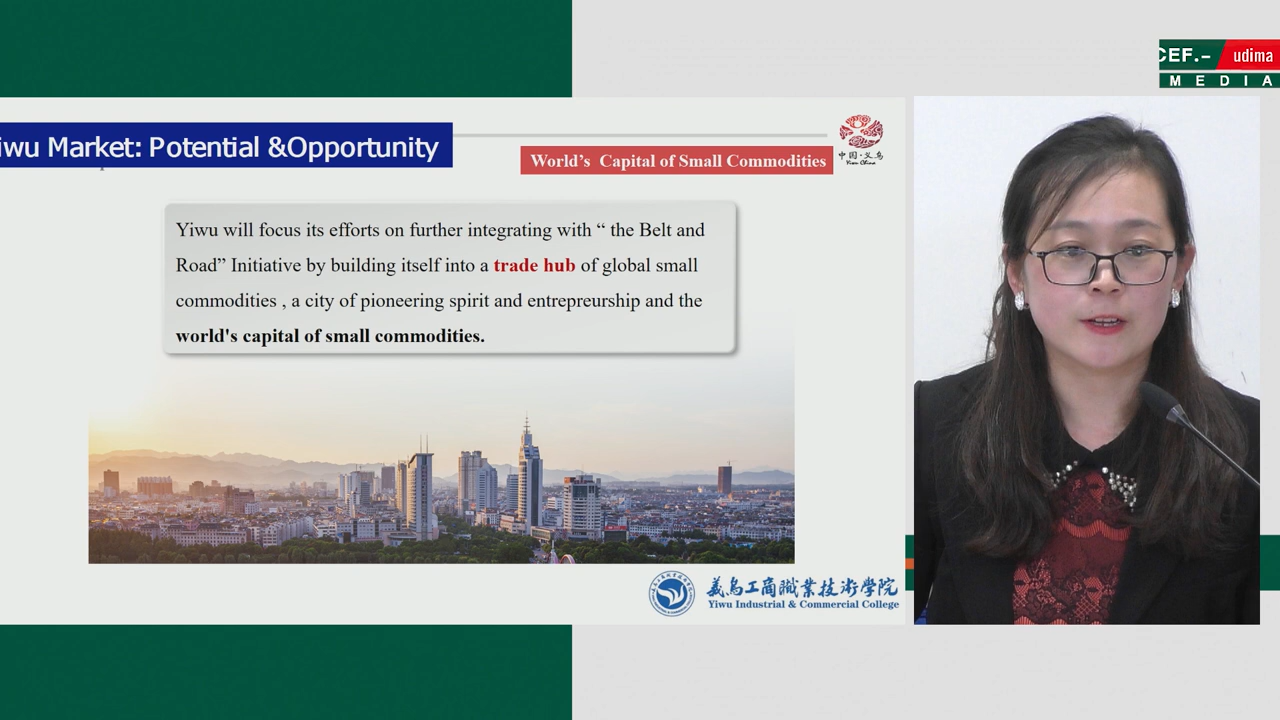 CEF.– udima
MEDIA
iwu Market: Potential &Opportunity
World's Capital of Small Commodities
中国·义乌
Yiwu China
Yiwu will focus its efforts on further integrating with “ the Belt and
Road” Initiative by building itself into a trade hub of global small
commodities , a city of pioneering spirit and entrepreurship and the
world's capital of small commodities.
義烏工商職業技術學院
Yiwu Industrial & Commercial College